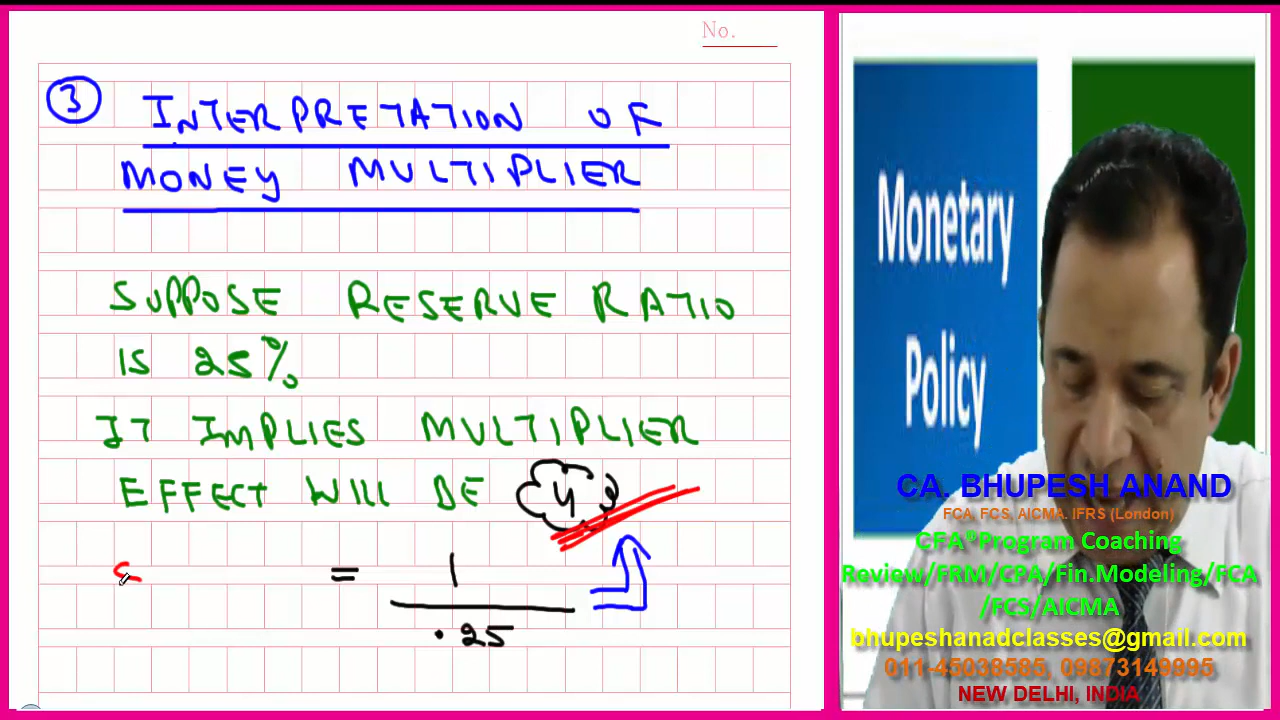 No.
3 INTERPRETATION OF
MONEY MULTIPLIER
SUPPOSE RESERVE RATIO
IS 25%
IT IMPLIES MULTIPLIER
EFFECT WILL BE 4
= 1
.25
Monetary
Policy
CA. BHUPESH ANAND
FCA, FCS, AICMA. IFRS (London)
CFA®Program Coaching
Review/FRM/CPA/Fin.Modeling/FCA
/FCS/AICMA
bhupeshanadclasses@gmail.com
011-45038585, 09873149995
NEW DELHI, INDIA